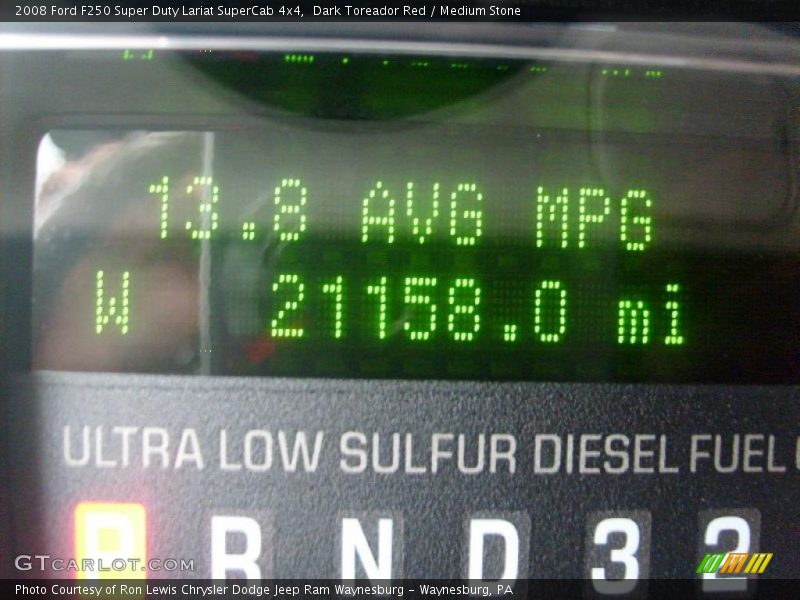 2008 Ford F250 Super Duty Lariat SuperCab 4x4,  Dark Toreador Red / Medium Stone
13.8 AVG MPG
W 21158.0 mi
ULTRA LOW SULFUR DIESEL FUEL
P R N D 3 2
GTCARLOT.COM
Photo Courtesy of Ron Lewis Chrysler Dodge Jeep Ram Waynesburg - Waynesburg, PA